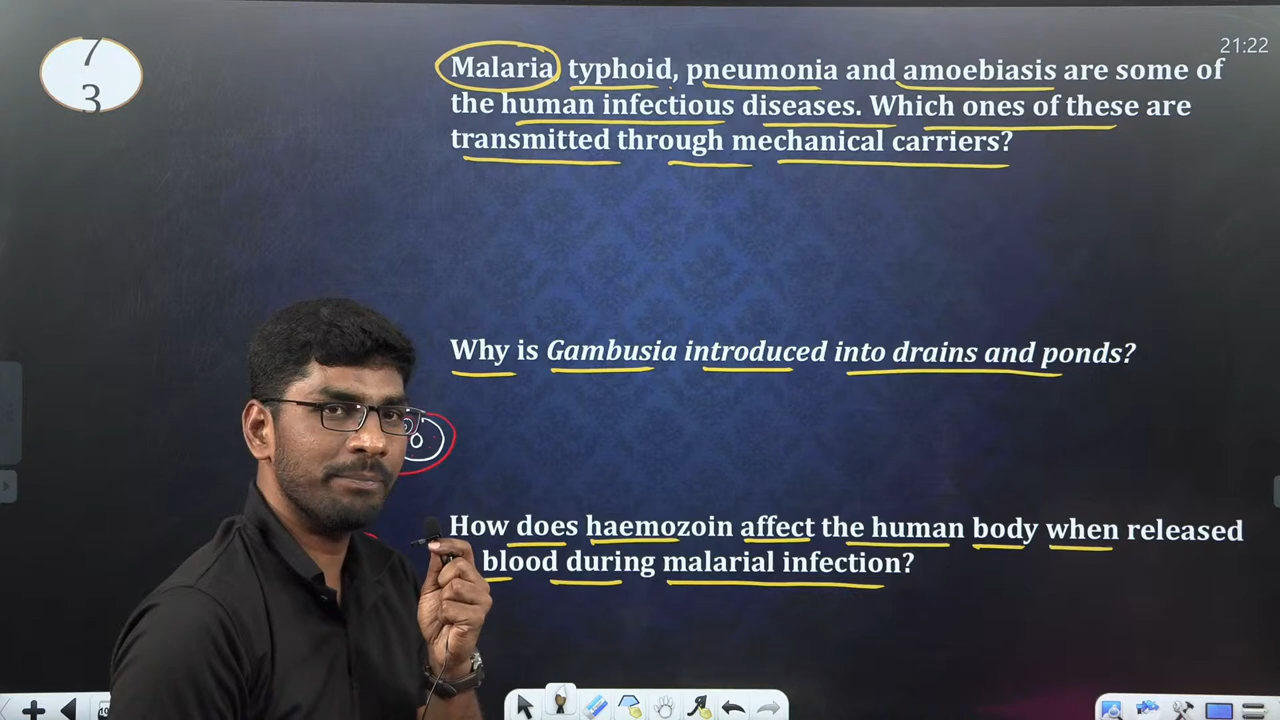 7
3
21:22
Malaria, typhoid, pneumonia and amoebiasis are some of
the human infectious diseases. Which ones of these are
transmitted through mechanical carriers?
Why is Gambusia introduced into drains and ponds?
How does haemozoin affect the human body when released
blood during malarial infection?